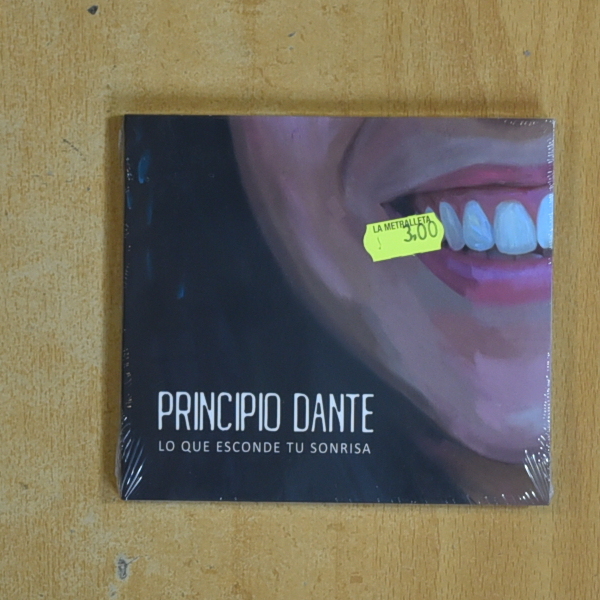 LA METRALLETA
3,00
PRINCIPIO DANTE
LO QUE ESCONDE TU SONRISA